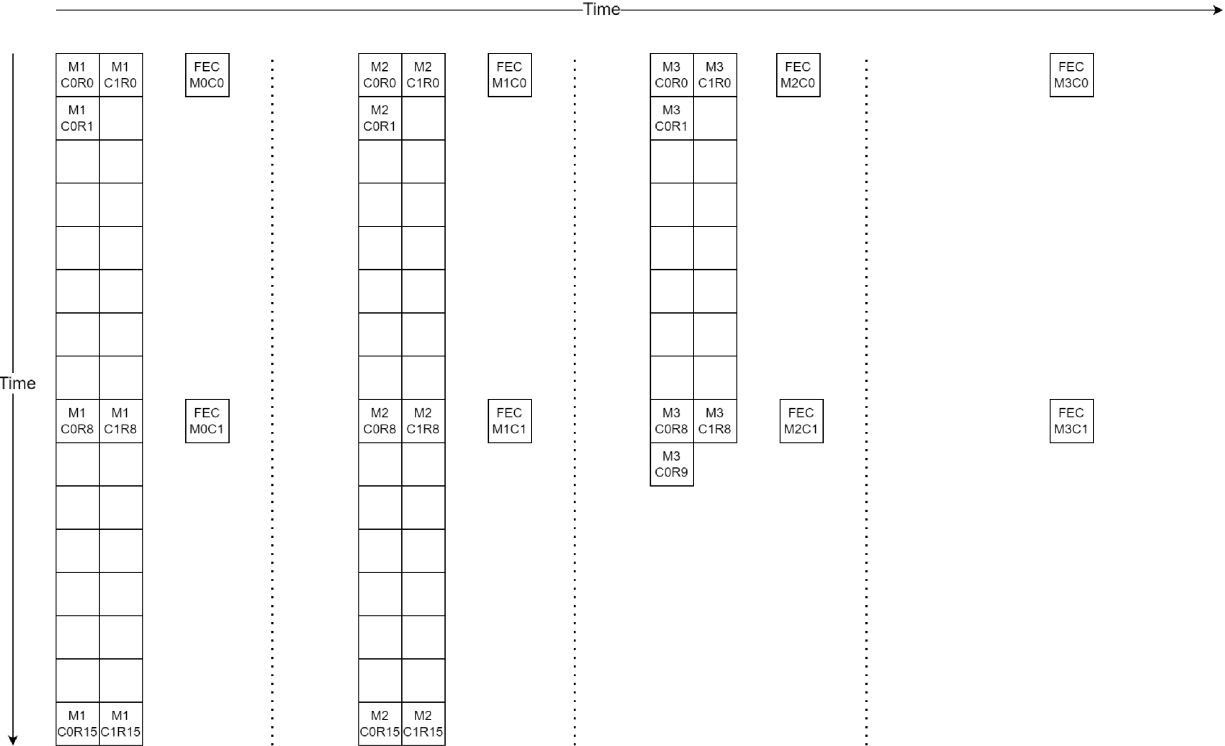 Time
M1 M1 FEC M2 M2 FEC M3 M3 FEC FEC
C0R0 C1R0 M0C0 C0R0 C1R0 M1C0 C0R0 C1R0 M2C0 M3C0
M1 M2 M3
C0R1 C0R1 C0R1
Time
M1 M1 FEC M2 M2 FEC M3 M3 FEC FEC
C0R8 C1R8 M0C1 C0R8 C1R8 M1C1 C0R8 C1R8 M2C1 M3C1
M3
C0R9
M1 M1 M2 M2
C0R15 C1R15 C0R15 C1R15